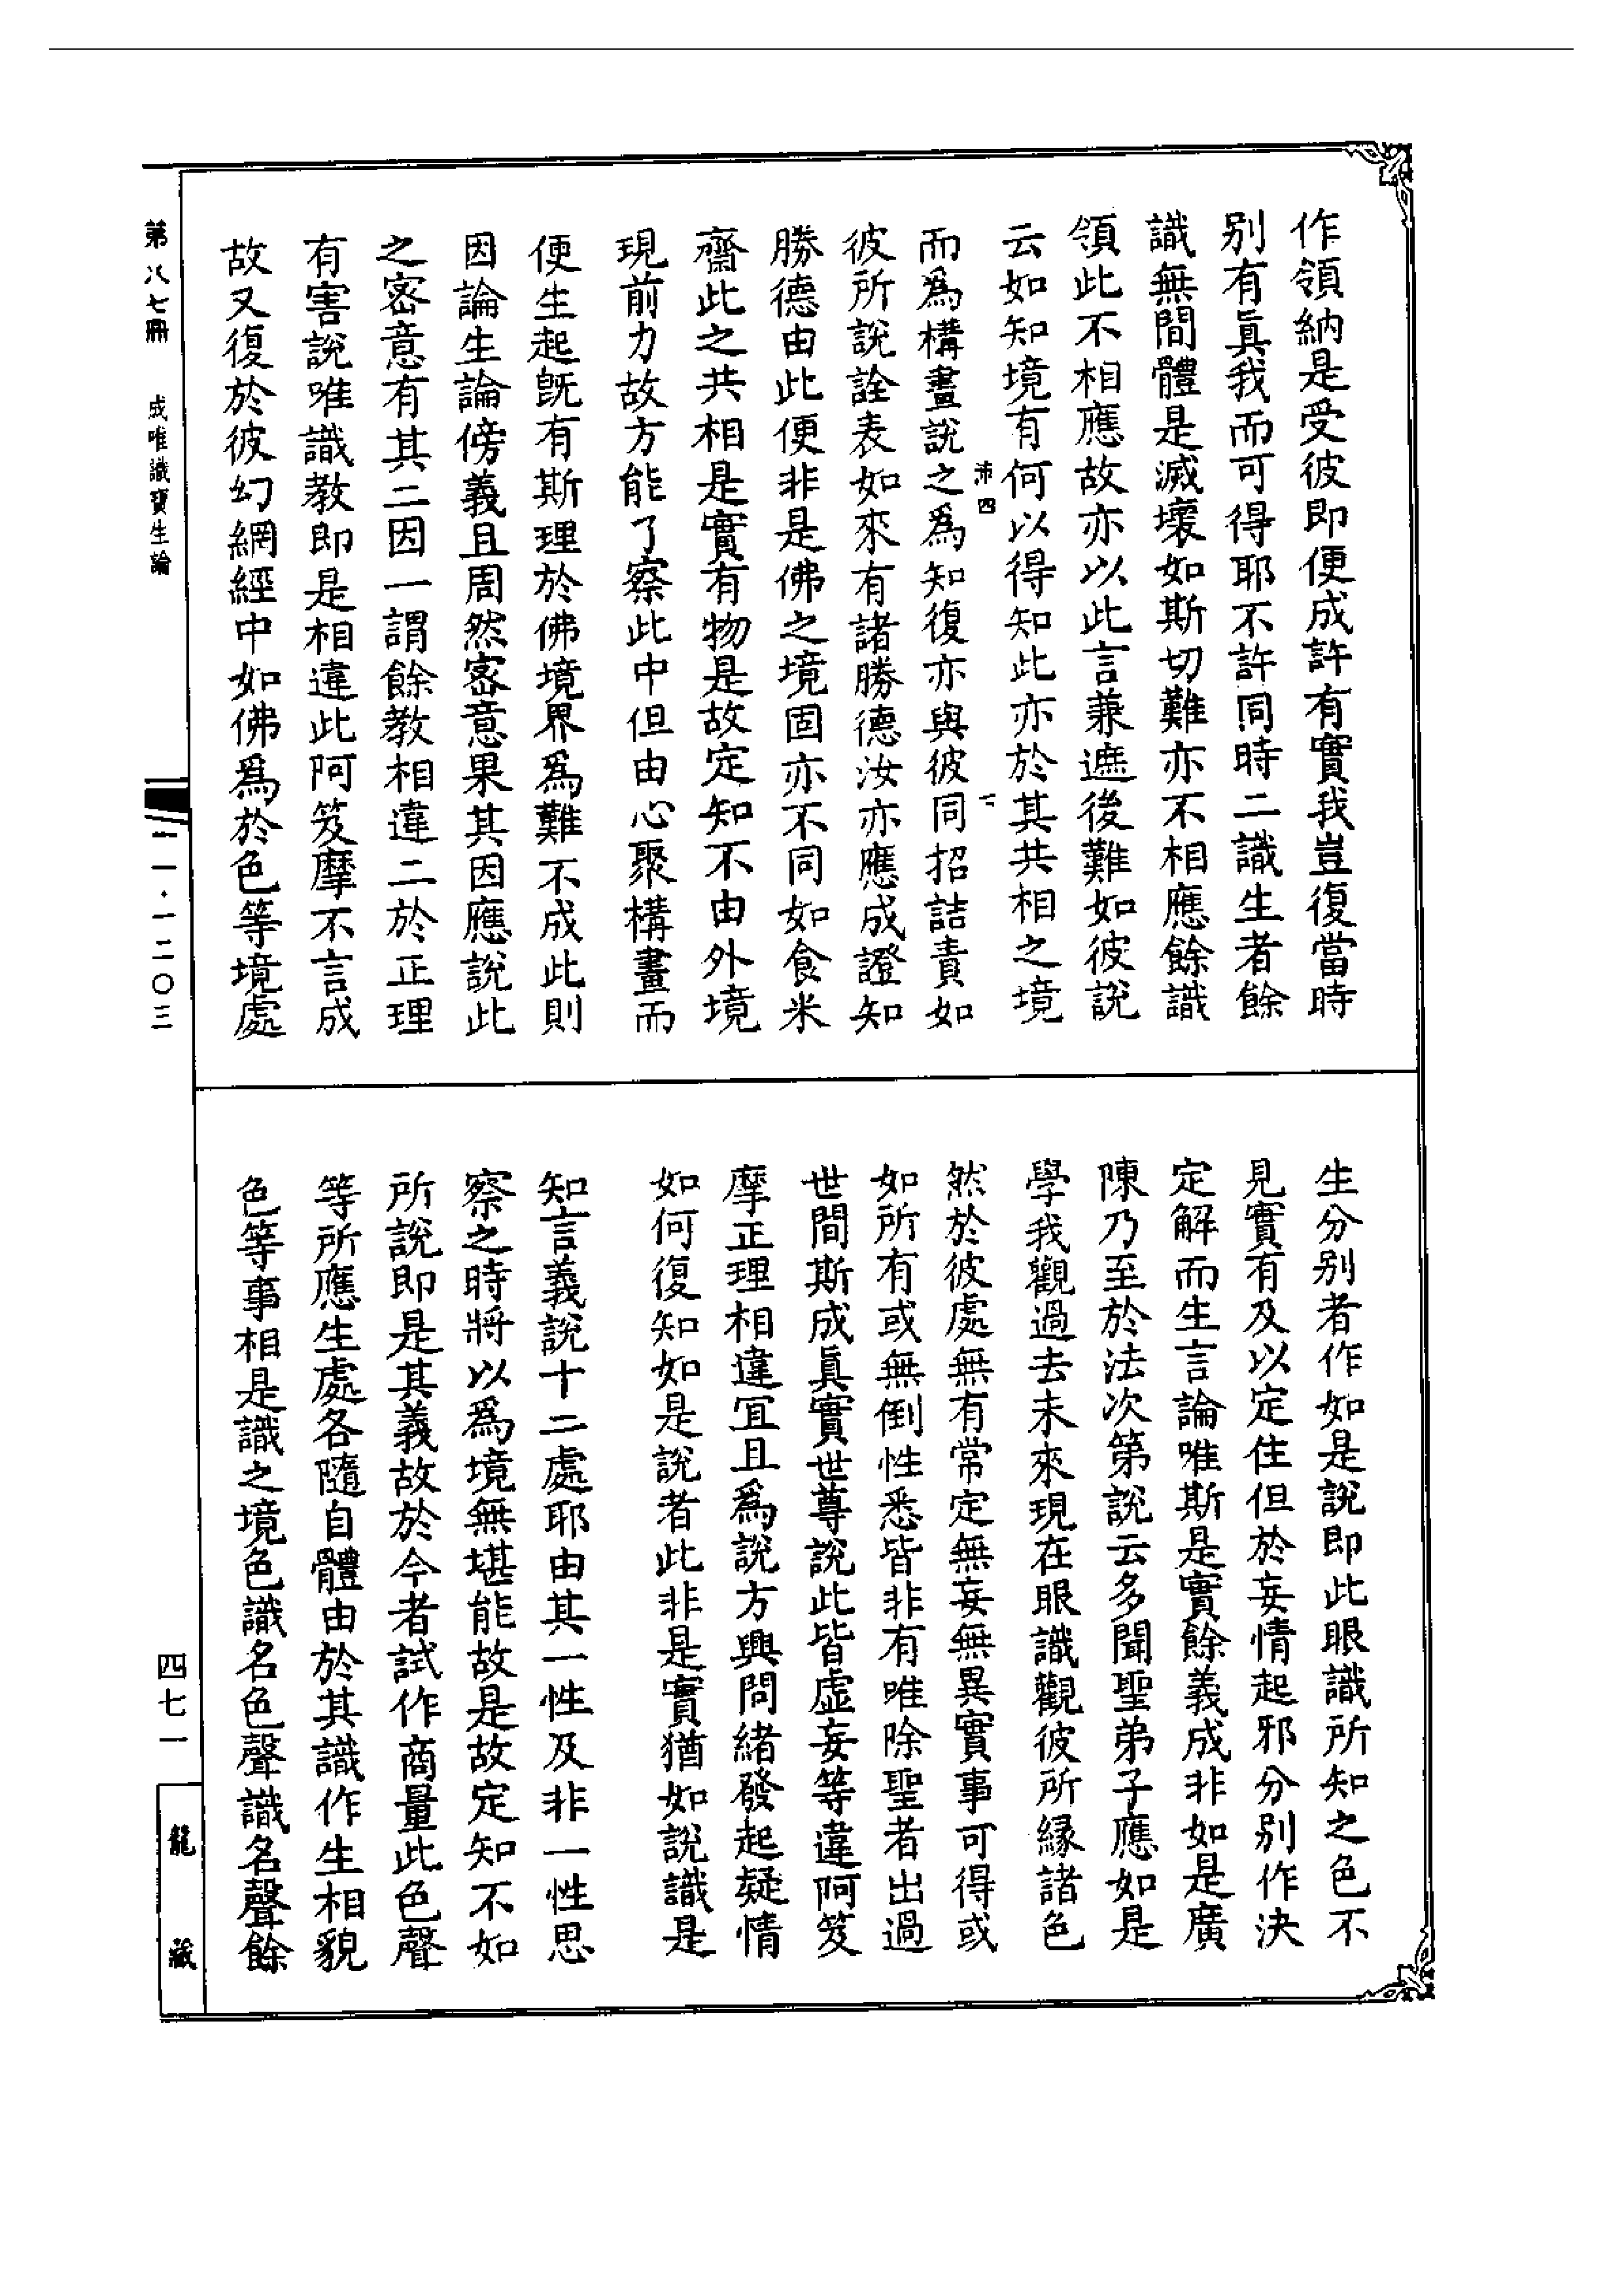 作領納是受彼即便成許有實我豈復當時
别有眞我而可得耶不許同時二識生者餘
識無間體是滅壞如斯切難亦不相應餘識
領此不相應故亦以此言兼遮後難如彼說
云如知境有何以得知此亦於其共相之境
沛四
二
而爲構畫說之爲知復亦與彼同招詰責如
彼所說詮表如來有諸勝德汝亦應成證知
勝德由此便非是佛之境固亦不同如食米
齋此之共相是實有物是故定知不由外境
現前力故方能了察此中但由心聚構畫而
便生起旣有斯理於佛境界爲難不成此則
因論生論傍義且周然密意果其因應說此
之密意有其二因一謂餘教相違二於正理
有害說唯識教即是相違此阿笈摩不言成
故又復於彼幻網經中如佛爲於色等境處
生分别者作如是說即此眼識所知之色不
見實有及以定住但於妄情起邪分别作決
定解而生言論唯斯是實餘義成非如是廣
陳乃至於法次第說云多聞聖弟子應如是
學我觀過去未來現在眼識觀彼所緣諸色
然於彼處無有常定無妄無異實事可得或
如所有或無倒性悉皆非有唯除聖者出過
世間斯成眞實世尊說此皆虛妄等違阿笈
摩正理相違宜且爲說方興問緒發起疑情
如何復知如是說者此非是實猶如說識是
知言義說十二處耶由其一性及非一性思
察之時將以爲境無堪能故是故定知不如
所說即是其義故於今者試作商量此色聲
等所應生處各隨自體由於其識作生相貌
色等事相是識之境色識名色聲識名聲餘
第八七冊 成唯識寶生論
二一·一二〇三
四七一
龍藏